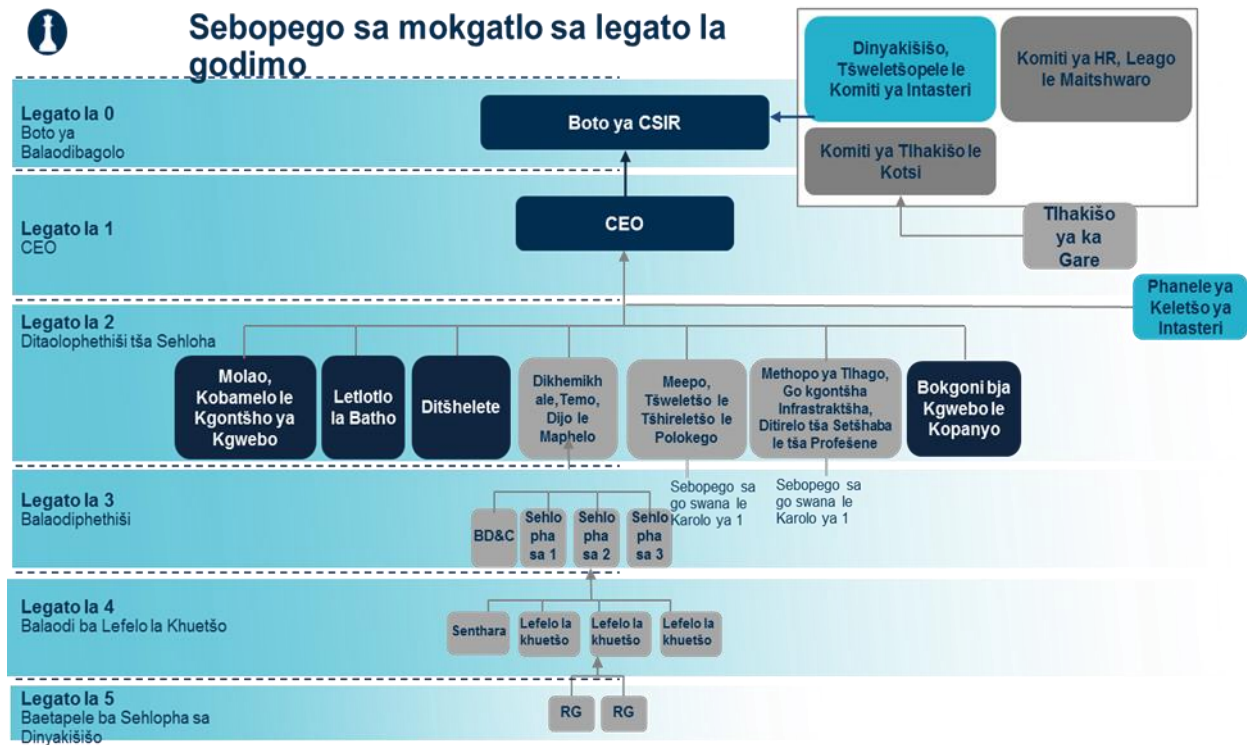 Sebopego sa mokgatlo sa legato la
godimo
Dinyakišišo,
Tšweletšopele le
Komiti ya Intasteri
Komiti ya HR, Leago
le Maitshwaro
Legato la 0
Boto ya
Balaodibagolo
Boto ya CSIR
Komiti ya Tlhakišo le
Kotsi
Legato la 1
CEO
CEO
Tlhakišo
ya ka
Gare
Phanele ya
Keletšo ya
Intasteri
Legato la 2
Ditaolophethiši tša Sehloha
Molao,
Kobamelo le
Kgontšho ya
Kgwebo
Letlotlo
la Batho
Ditšhelete
Dikhemikh
ale, Temo,
Dijo le
Maphelo
Meepo,
Tšweletšo le
Tšhireletšo le
Polokego
Methopo ya Tlhago,
Go kgontšha
Infrastraktšha,
Ditirelo tša Setšhaba
le tša Profešene
Bokgoni bja
Kgwebo le
Kopanyo
Legato la 3
Balaodiphethiši
BD&C
Sehlo
pha
sa 1
Sehlo
pha
sa 2
Sehlo
pha
sa 3
Sebopego sa
go swana le
Karolo ya 1
Sebopego sa
go swana le
Karolo ya 1
Legato la 4
Balaodi ba Lefelo la Khuetšo
Senthara
Lefelo la
khuetšo
Lefelo la
khuetšo
Lefelo la
khuetšo
Legato la 5
Baetapele ba Sehlopha sa
Dinyakišišo
RG
RG